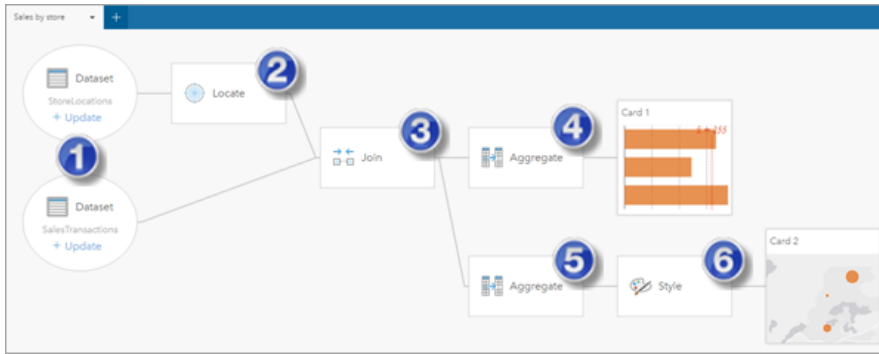 Sales by store
+
Dataset
StoreLocations
+ Update
1
Dataset
SalesTransactions
+ Update
2
Locate
3
Join
4
Aggregate
Card 1
5
Aggregate
6
Style
Card 2